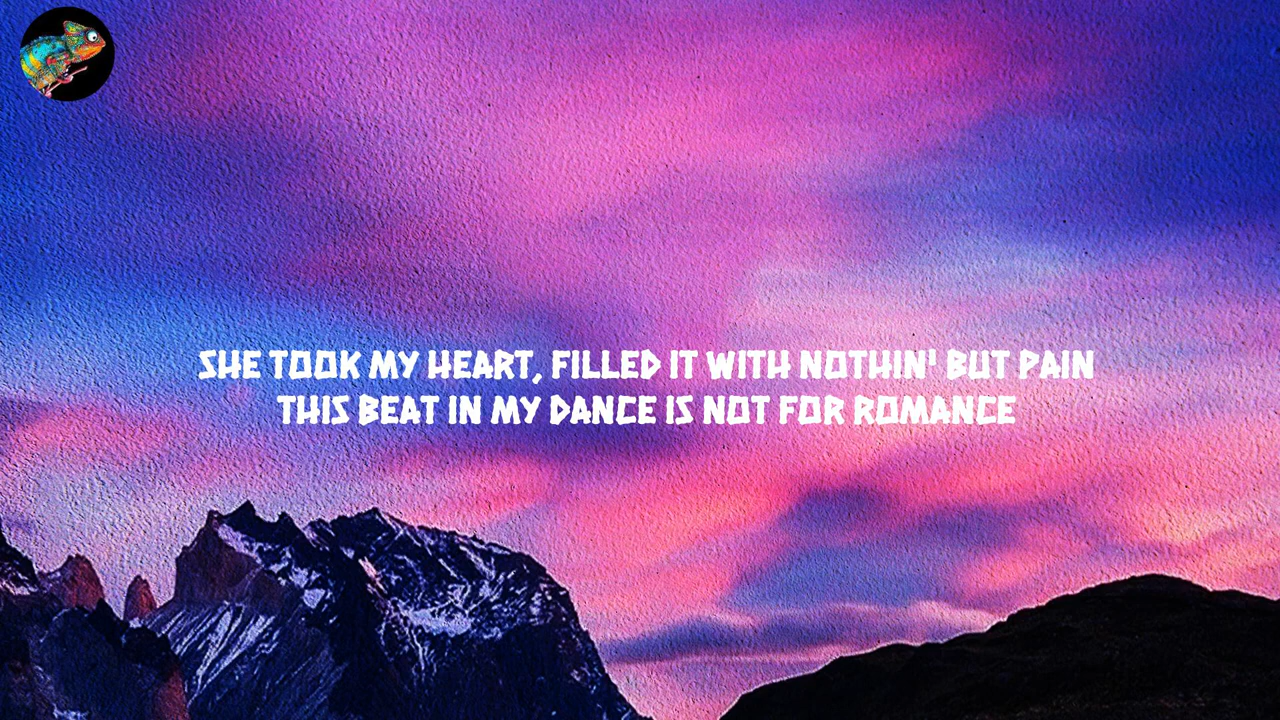 SHE TOOK MY HEART, FILLED IT WITH NOTHIN' BUT PAIN
THIS BEAT IN MY DANCE IS NOT FOR ROMANCE